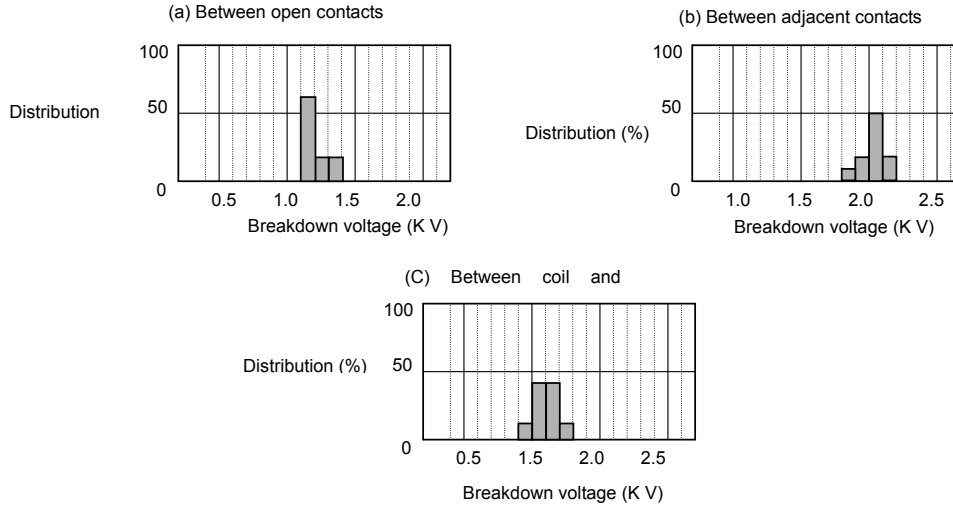 (a) Between open contacts
100
Distribution
50
0
0.5 1.0 1.5 2.0
Breakdown voltage (K V)
(b) Between adjacent contacts
100
50
Distribution (%)
0
1.0 1.5 2.0 2.5
Breakdown voltage (K V)
(C) Between coil and
100
Distribution (%)
50
0
0.5 1.5 2.0 2.5
Breakdown voltage (K V)